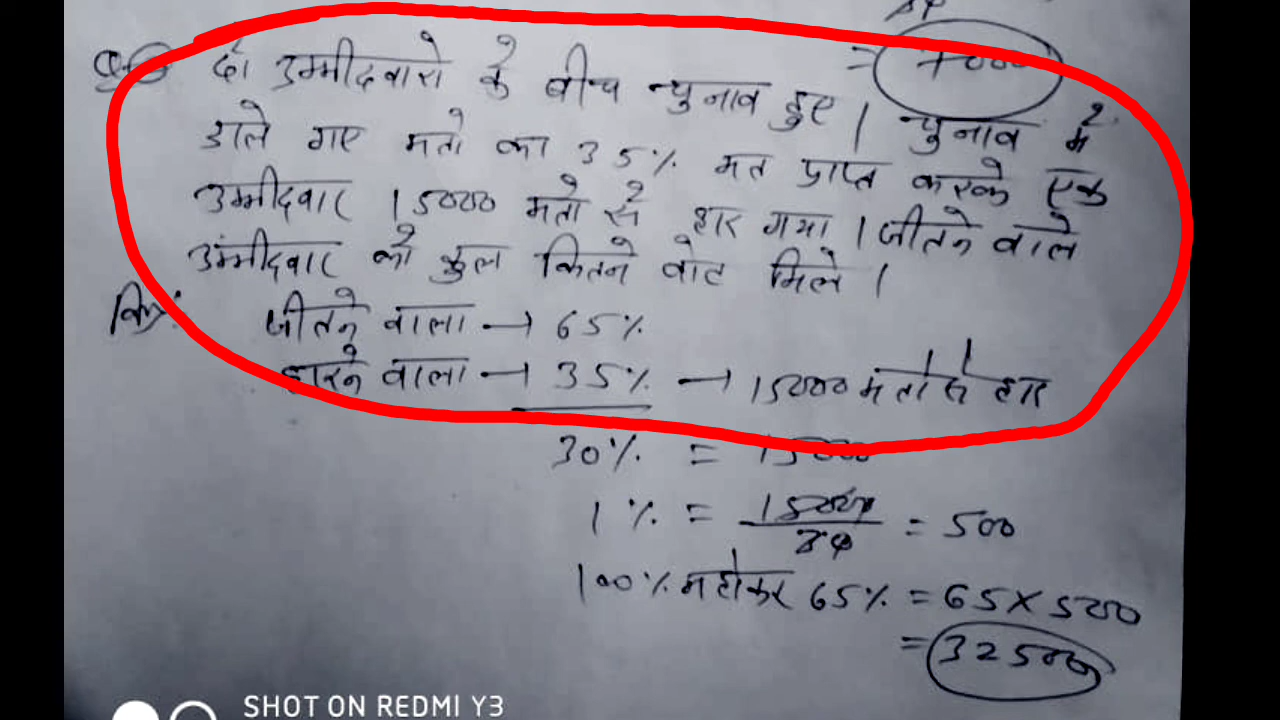 = 7000
दो उम्मीदवारो के बीच चुनाव हुए। चुनाव में
डाले गए मतो का 35% मत प्राप्त करके एक
उम्मीदवार 15000 मतो से हार गया। जीतने वाले
उंमीदवार को कुल कितने वोट मिले।
जीतने वाला → 65%
हारने वाला → 35% → 15000 मतो से हार
30% = 15000
1% = 15000/30 = 500
100% न होकर 65% = 65 × 500
= 32500
SHOT ON REDMI Y3